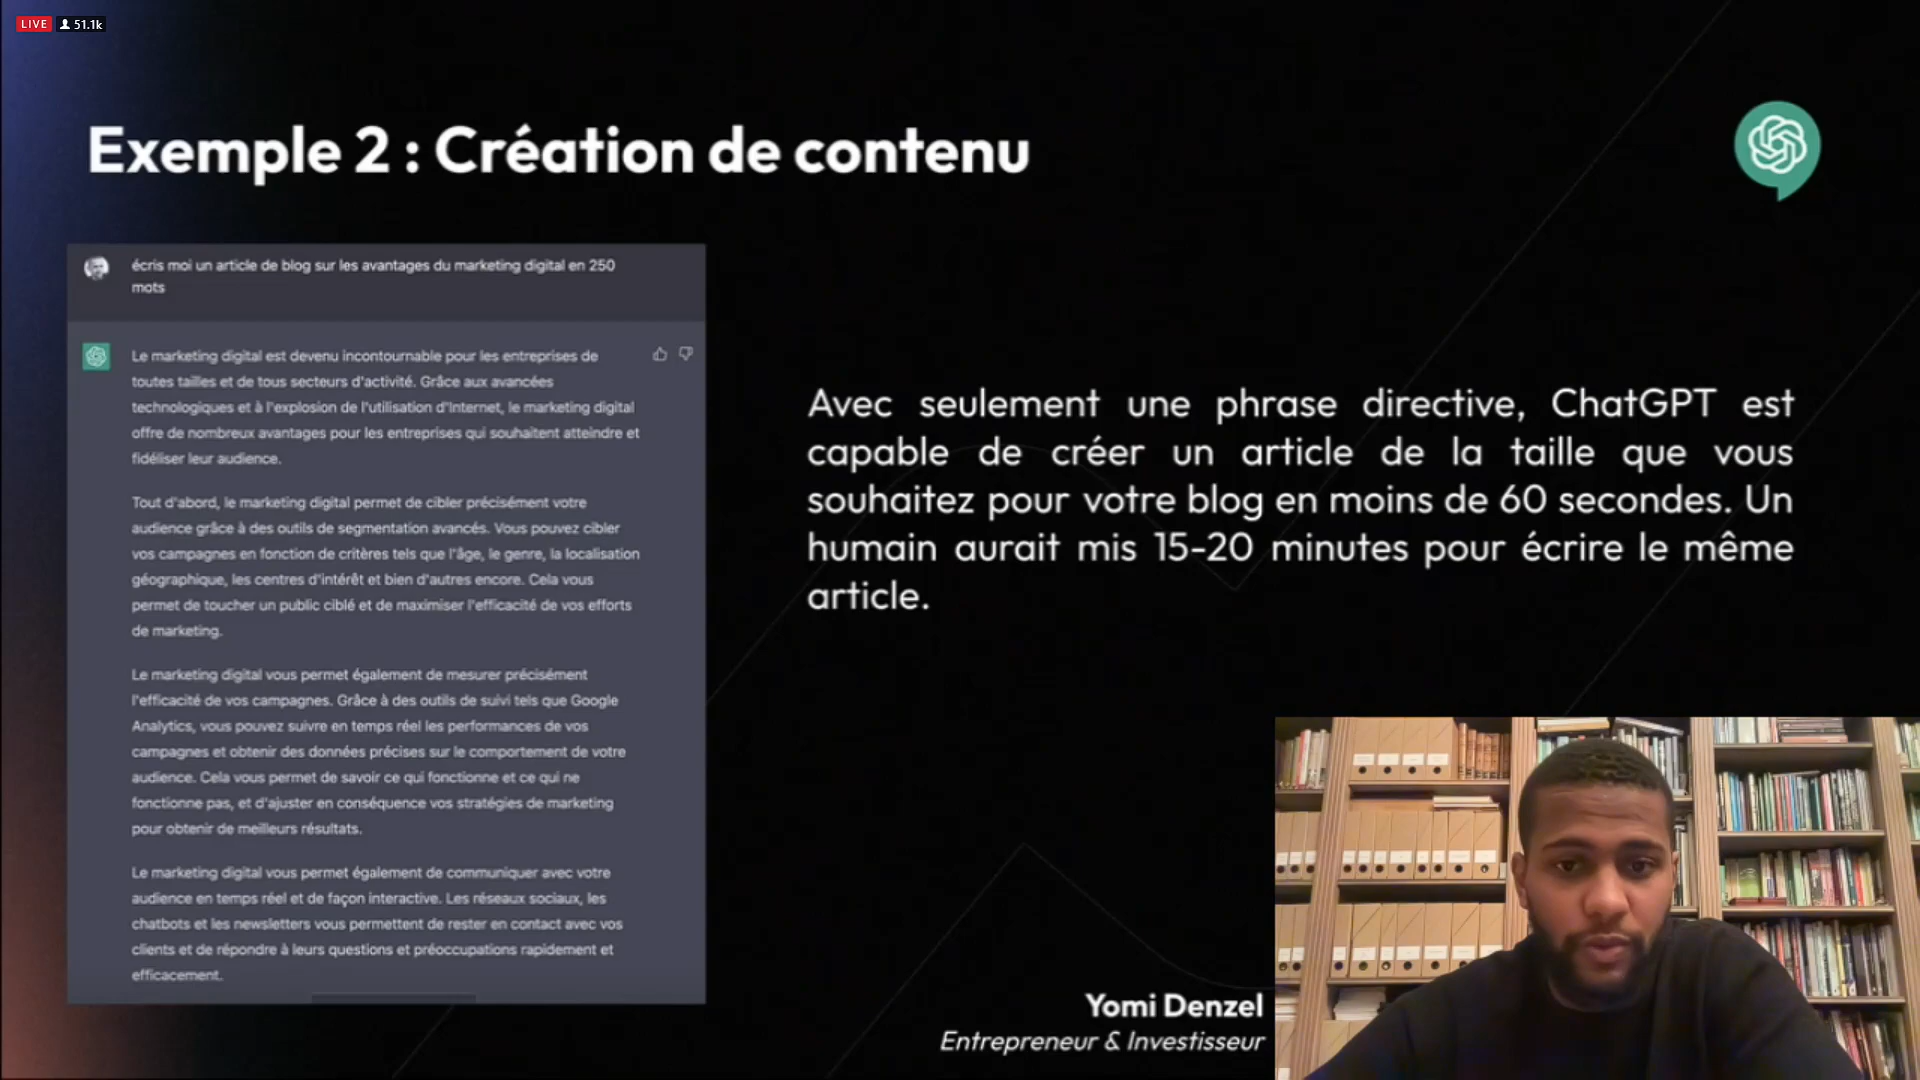 LIVE 51.1k
Exemple 2 : Création de contenu
écris moi un article de blog sur les avantages du marketing digital en 250
mots
Le marketing digital est devenu incontournable pour les entreprises de
toutes tailles et de tous secteurs d'activité. Grâce aux avancées
technologiques et à l'explosion de l'utilisation d'Internet, le marketing digital
offre de nombreux avantages pour les entreprises qui souhaitent atteindre et
fidéliser leur audience.
Tout d'abord, le marketing digital permet de cibler précisément votre
audience grâce à des outils de segmentation avancés. Vous pouvez cibler
vos campagnes en fonction de critères tels que l'âge, le genre, la localisation
géographique, les centres d'intérêt et bien d'autres encore. Cela vous
permet de toucher un public ciblé et de maximiser l'efficacité de vos efforts
de marketing.
Le marketing digital vous permet également de mesurer précisément
l'efficacité de vos campagnes. Grâce à des outils de suivi tels que Google
Analytics, vous pouvez suivre en temps réel les performances de vos
campagnes et obtenir des données précises sur le comportement de votre
audience. Cela vous permet de savoir ce qui fonctionne et ce qui ne
fonctionne pas, et d'ajuster en conséquence vos stratégies de marketing
pour obtenir de meilleurs résultats.
Le marketing digital vous permet également de communiquer avec votre
audience en temps réel et de façon interactive. Les réseaux sociaux, les
chatbots et les newsletters vous permettent de rester en contact avec vos
clients et de répondre à leurs questions et préoccupations rapidement et
efficacement.
Avec seulement une phrase directive, ChatGPT est
capable de créer un article de la taille que vous
souhaitez pour votre blog en moins de 60 secondes. Un
humain aurait mis 15-20 minutes pour écrire le même
article.
Yomi Denzel
Entrepreneur & Investisseur